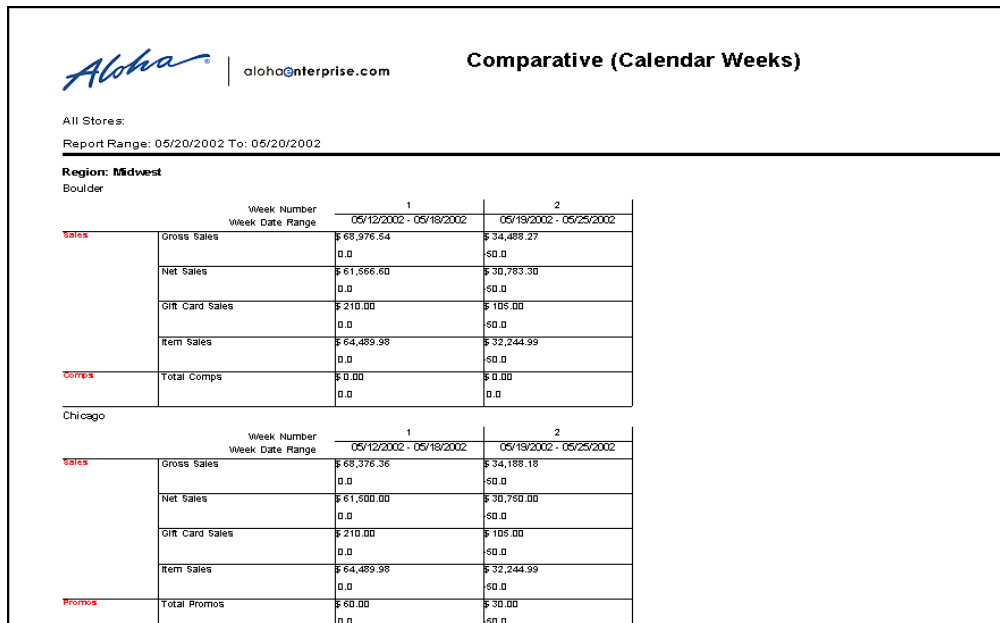 Aloha® | alohaenterprise.com Comparative (Calendar Weeks)
All Stores:
Report Range: 05/20/2002 To: 05/20/2002
Region: Midwest
Boulder
Week Number 1 2
Week Date Range 05/12/2002 - 05/18/2002 05/19/2002 - 05/25/2002
Sales Gross Sales $ 68,976.54 $ 34,488.27
0.0 -50.0
Net Sales $ 61,566.60 $ 30,783.30
0.0 -50.0
Gift Card Sales $ 210.00 $ 105.00
0.0 -50.0
Item Sales $ 64,489.98 $ 32,244.99
0.0 -50.0
Comps Total Comps $ 0.00 $ 0.00
0.0 0.0
Chicago
Week Number 1 2
Week Date Range 05/12/2002 - 05/18/2002 05/19/2002 - 05/25/2002
Sales Gross Sales $ 68,376.36 $ 34,188.18
0.0 -50.0
Net Sales $ 61,500.00 $ 30,750.00
0.0 -50.0
Gift Card Sales $ 210.00 $ 105.00
0.0 -50.0
Item Sales $ 64,489.98 $ 32,244.99
0.0 -50.0
Promos Total Promos $ 60.00 $ 30.00
0.0 -50.0